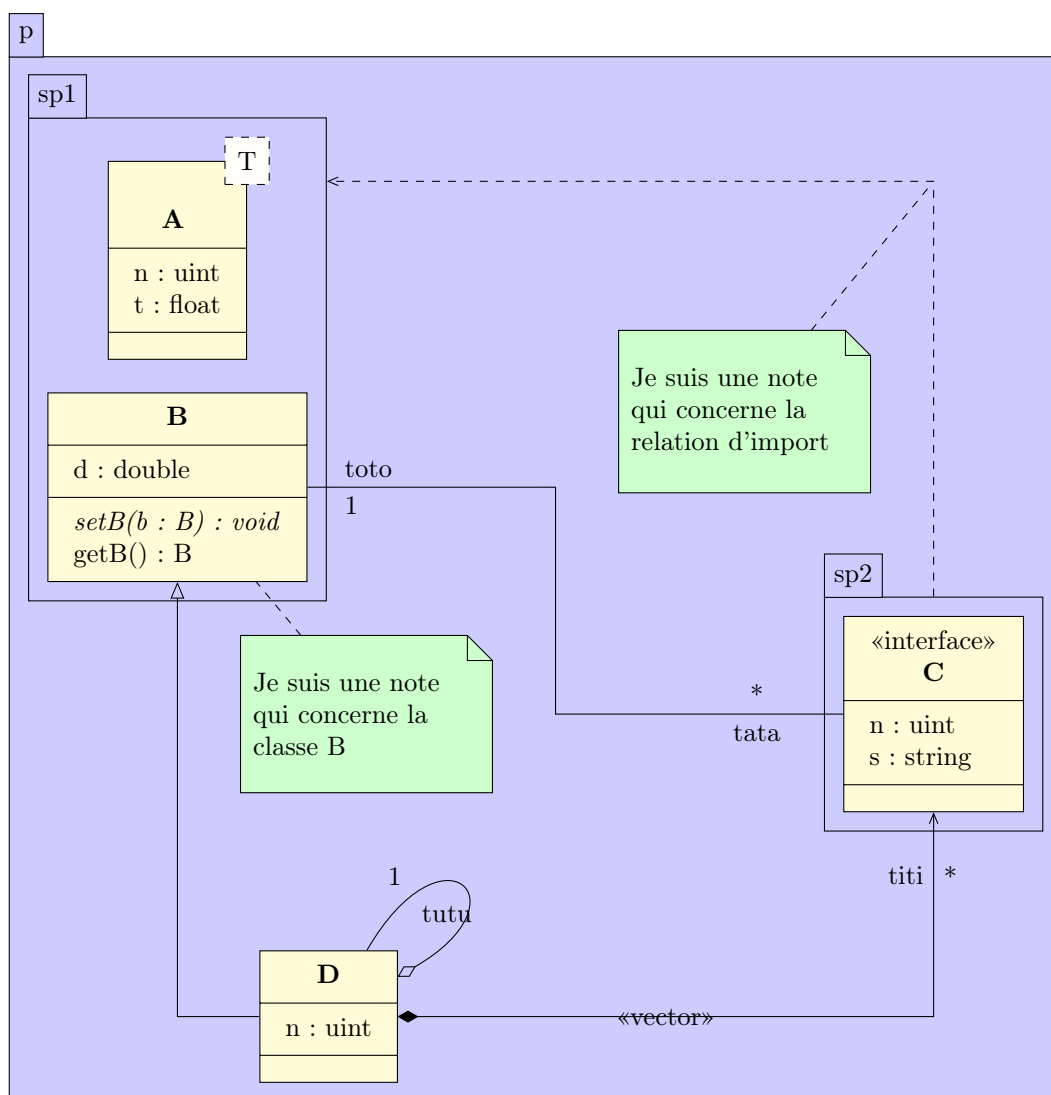 p
sp1
T
A
n : uint
t : float
Je suis une note
qui concerne la
relation d'import
B
d : double
setB(b : B) : void
getB() : B
toto
1
sp2
«interface»
C
n : uint
s : string
Je suis une note
qui concerne la
classe B
*
tata
titi *
1
tutu
D
n : uint
«vector»